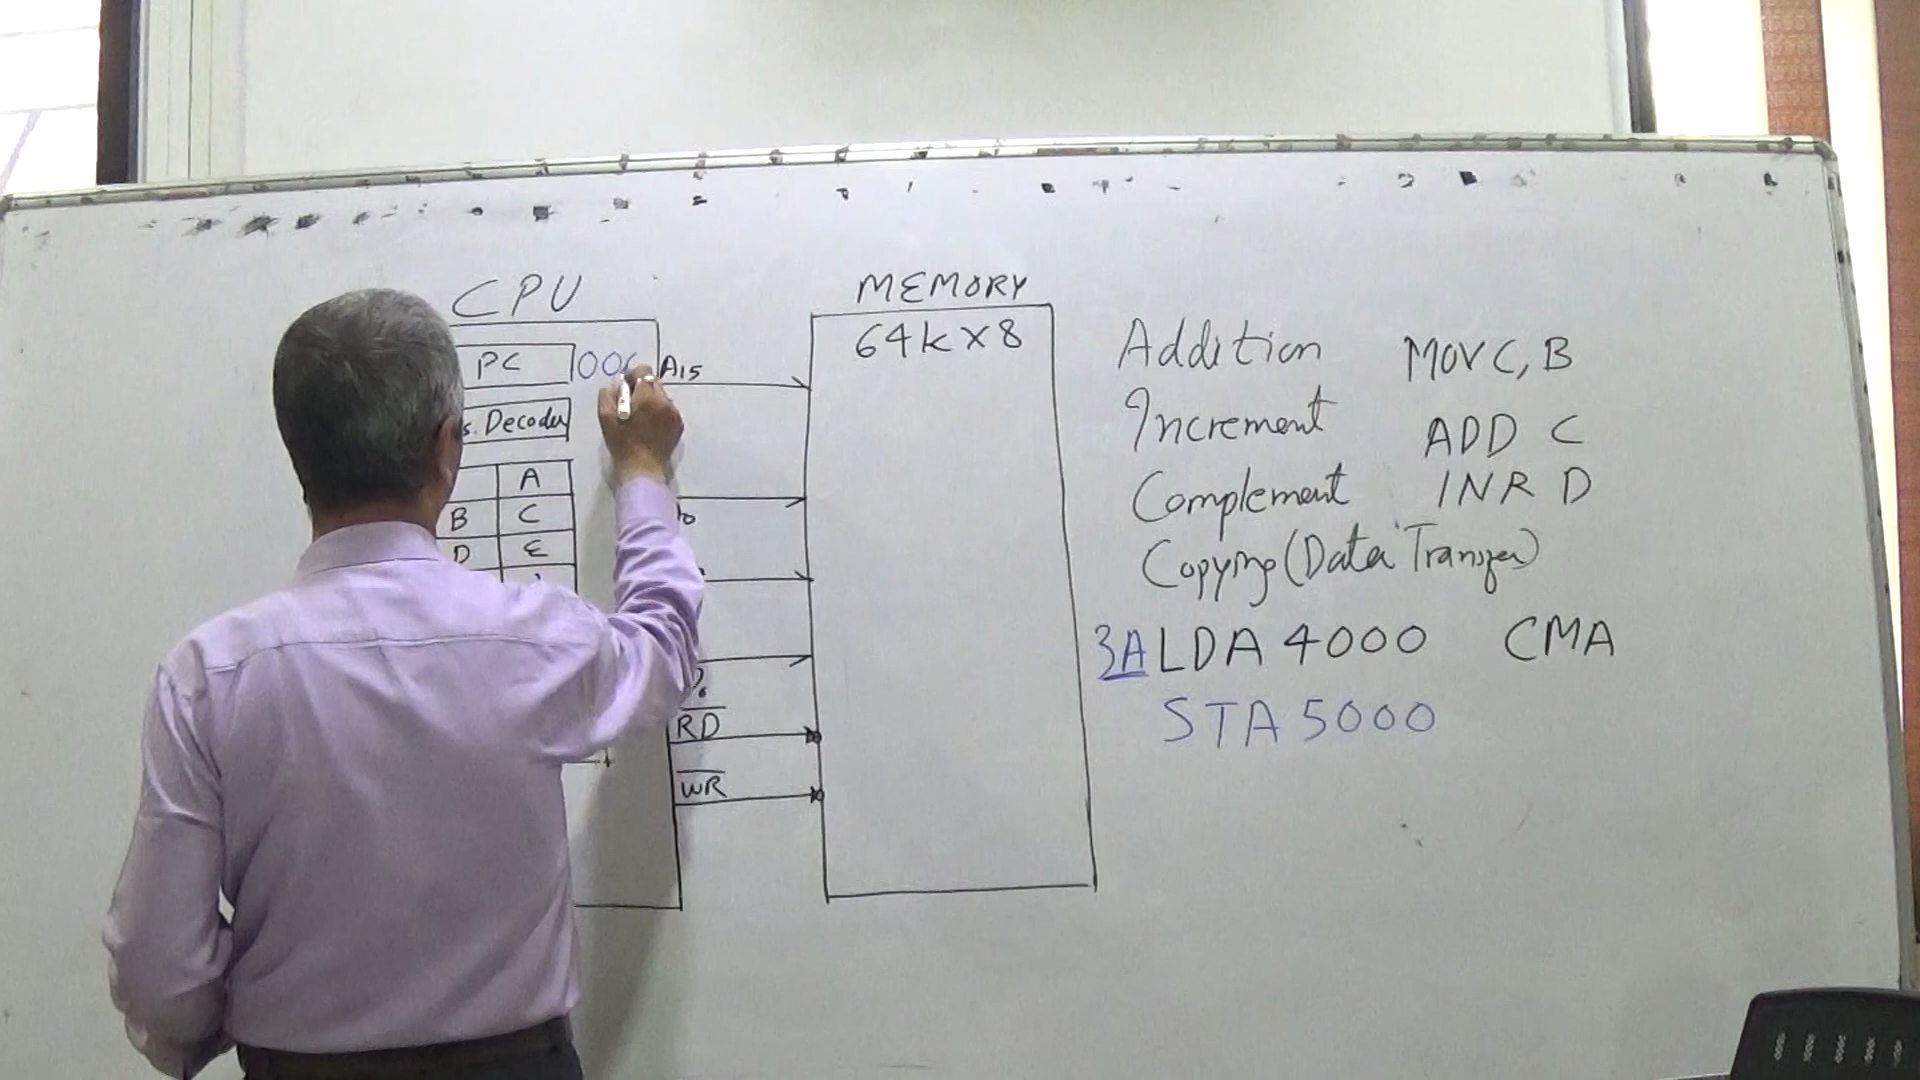 CPU
PC 000
s. Decoder
A
B C
D E
A15
RD
WR
MEMORY
64k×8
Addition MOV C, B
Increment ADD C
Complement INR D
Copying (Data Transfer)
3A LDA 4000 CMA
STA 5000